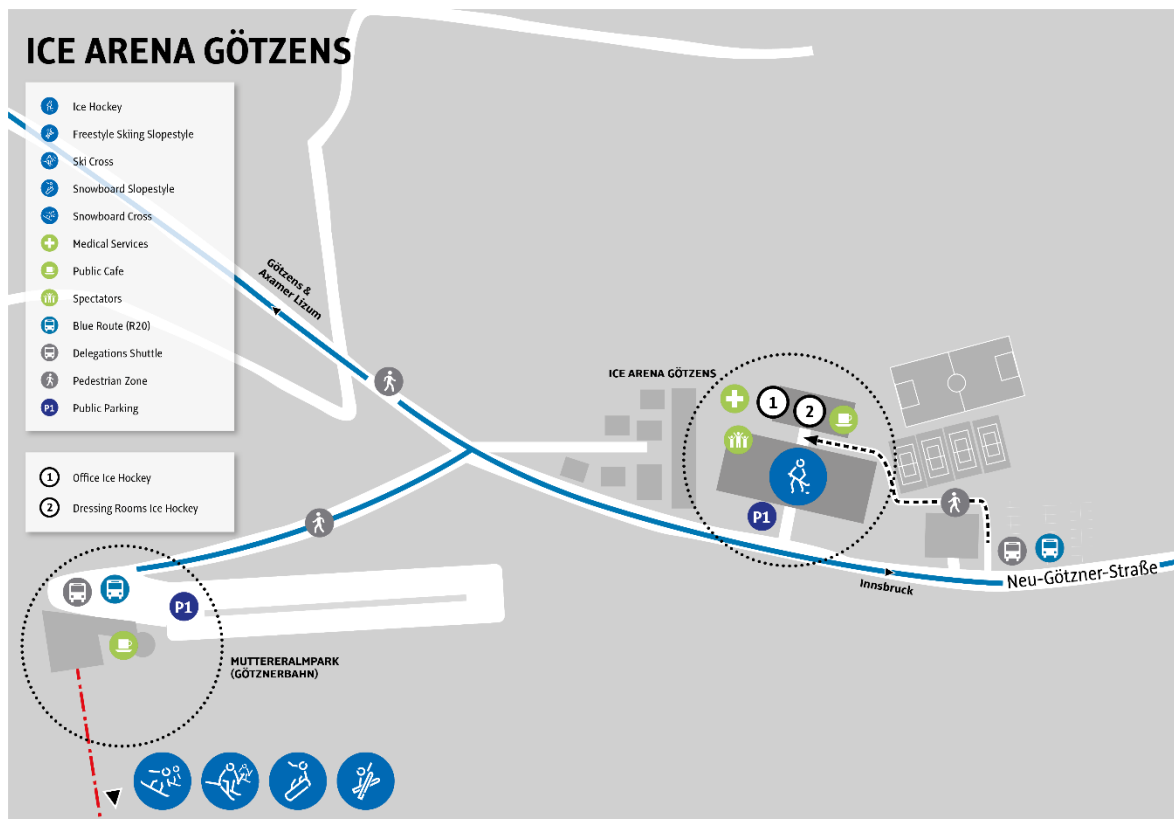 ICE ARENA GÖTZENS
Ice Hockey
Freestyle Skiing Slopestyle
Ski Cross
Snowboard Slopestyle
Snowboard Cross
Medical Services
Public Cafe
Spectators
Blue Route (R20)
Delegations Shuttle
Pedestrian Zone
P1 Public Parking
1 Office Ice Hockey
2 Dressing Rooms Ice Hockey
Götzens &
Axamer Lizum
ICE ARENA GÖTZENS
1
2
P1
Innsbruck
Neu-Götzner-Straße
P1
MUTTERERALMPARK
(GÖTZNERBAHN)